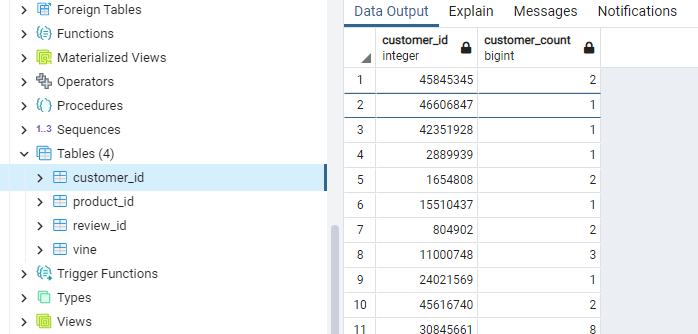 Foreign Tables
Functions
Materialized Views
Operators
Procedures
1..3 Sequences
Tables (4)
customer_id
product_id
review_id
vine
Trigger Functions
Types
Views
Data Output Explain Messages Notifications
customer_id customer_count
integer bigint
1 45845345 2
2 46606847 1
3 42351928 1
4 2889939 1
5 1654808 2
6 15510437 1
7 804902 2
8 11000748 3
9 24021569 1
10 45616740 2
11 30845661 8